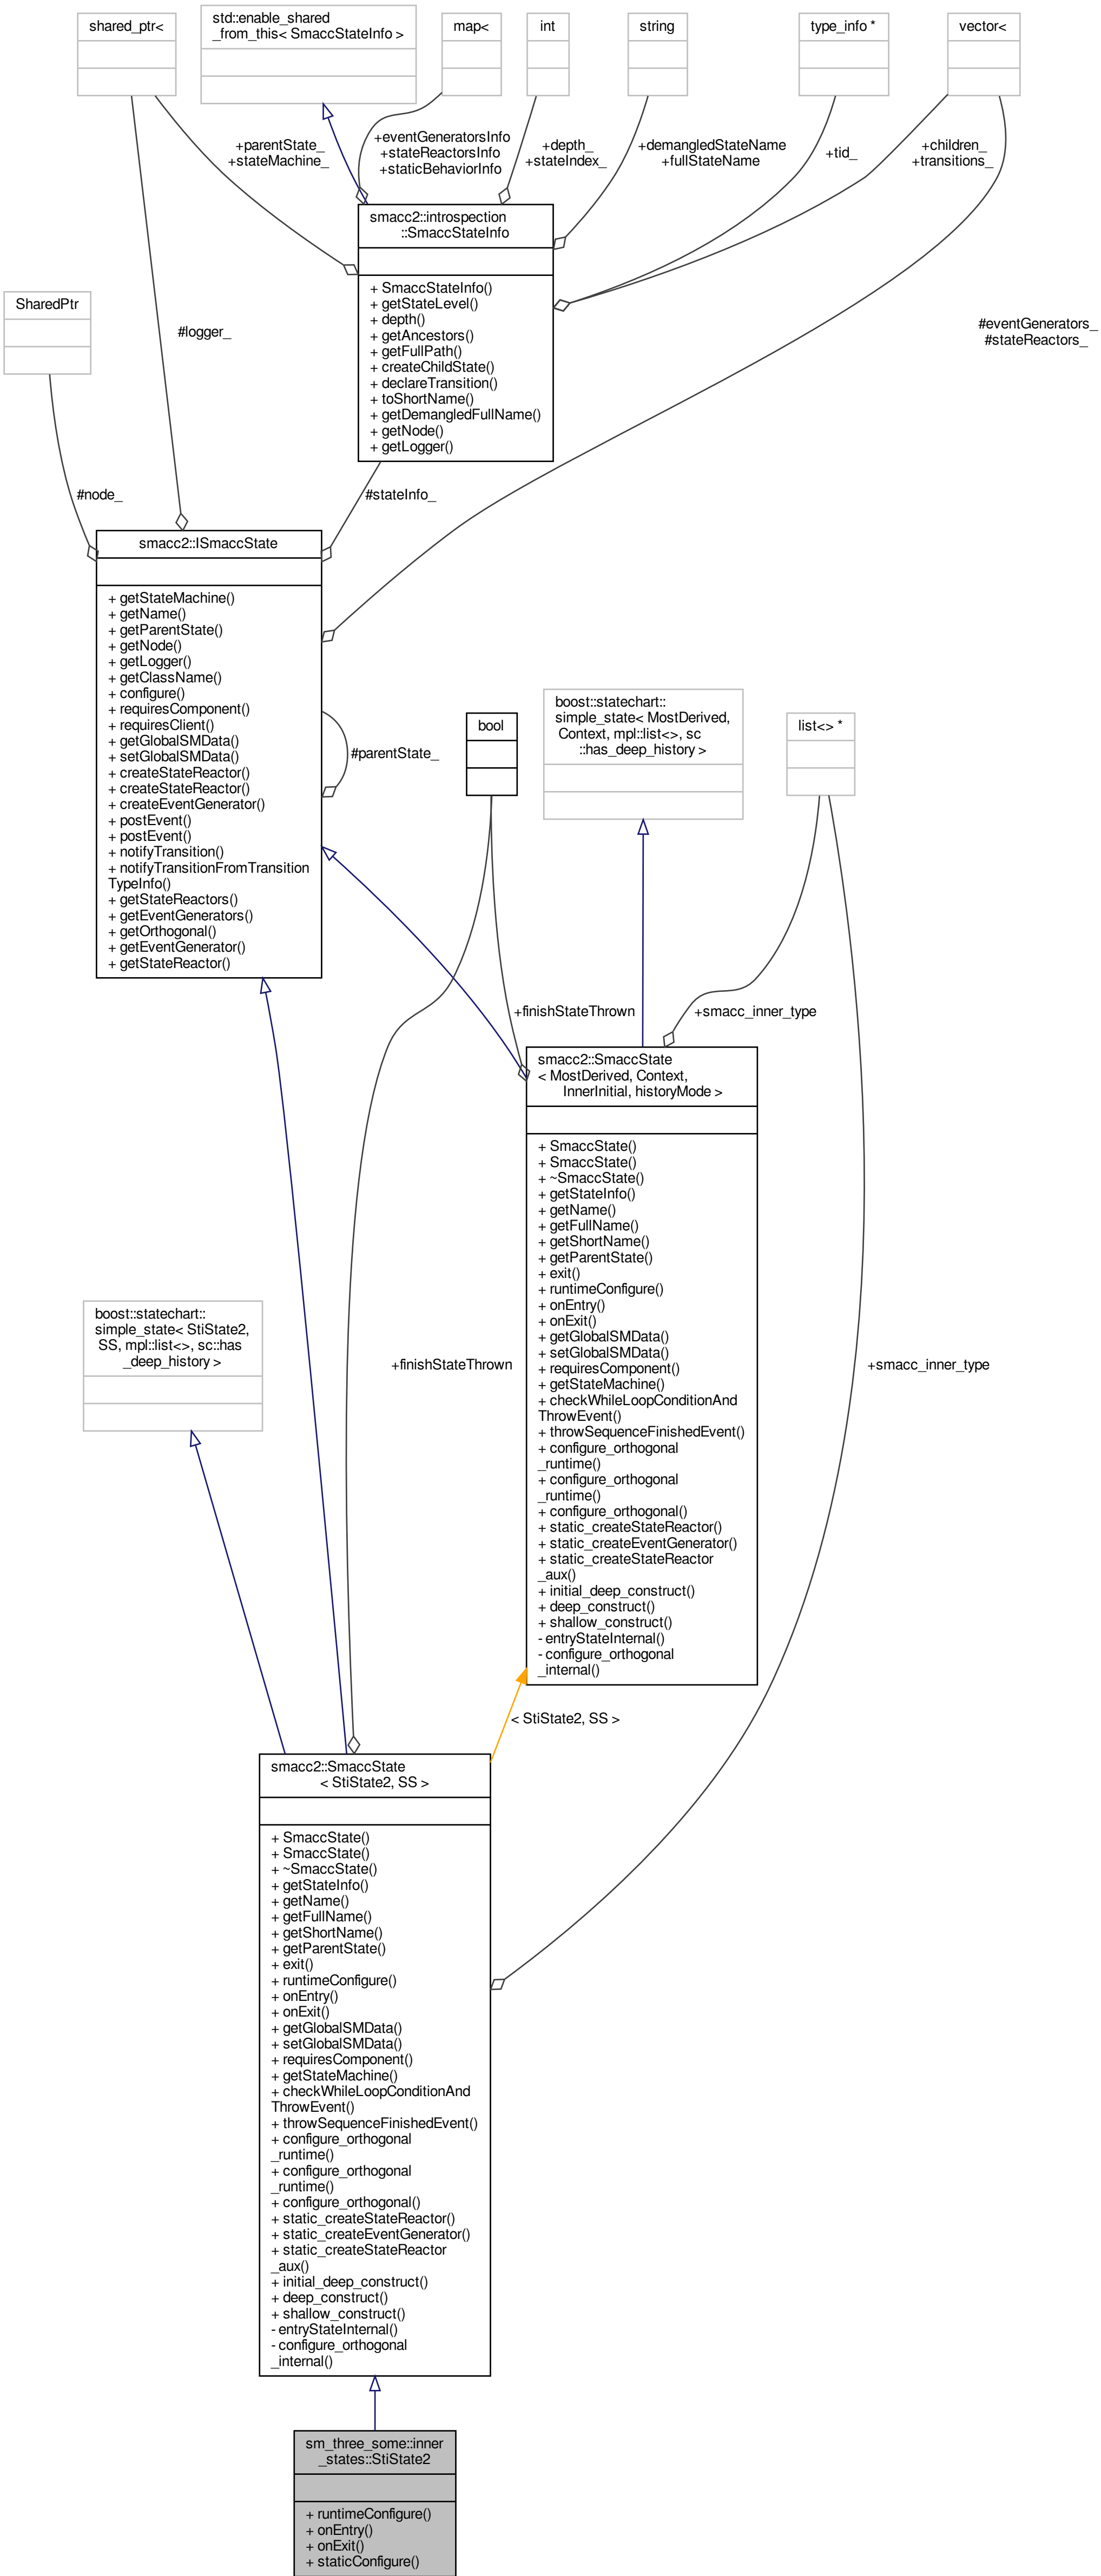 shared_ptr<
std::enable_shared
_from_this< SmaccStateInfo >
map<
int
string
type_info *
vector<
+parentState_
+stateMachine_
+eventGeneratorsInfo
+stateReactorsInfo
+staticBehaviorInfo
+depth_
+stateIndex_
+demangledStateName
+fullStateName
+tid_
+children_
+transitions_
smacc2::introspection
::SmaccStateInfo
+ SmaccStateInfo()
+ getStateLevel()
+ depth()
+ getAncestors()
+ getFullPath()
+ createChildState()
+ declareTransition()
+ toShortName()
+ getDemangledFullName()
+ getNode()
+ getLogger()
SharedPtr
#logger_
#eventGenerators_
#stateReactors_
#node_
#stateInfo_
smacc2::ISmaccState
+ getStateMachine()
+ getName()
+ getParentState()
+ getNode()
+ getLogger()
+ getClassName()
+ configure()
+ requiresComponent()
+ requiresClient()
+ getGlobalSMData()
+ setGlobalSMData()
+ createStateReactor()
+ createStateReactor()
+ createEventGenerator()
+ postEvent()
+ postEvent()
+ notifyTransition()
+ notifyTransitionFromTransition
TypeInfo()
+ getStateReactors()
+ getEventGenerators()
+ getOrthogonal()
+ getEventGenerator()
+ getStateReactor()
#parentState_
bool
boost::statechart::
simple_state< MostDerived,
Context, mpl::list<>, sc
::has_deep_history >
list<> *
+finishStateThrown
+smacc_inner_type
smacc2::SmaccState
< MostDerived, Context,
InnerInitial, historyMode >
+ SmaccState()
+ SmaccState()
+ ~SmaccState()
+ getStateInfo()
+ getName()
+ getFullName()
+ getShortName()
+ getParentState()
+ exit()
+ runtimeConfigure()
+ onEntry()
+ onExit()
+ getGlobalSMData()
+ setGlobalSMData()
+ requiresComponent()
+ getStateMachine()
+ checkWhileLoopConditionAnd
ThrowEvent()
+ throwSequenceFinishedEvent()
+ configure_orthogonal
_runtime()
+ configure_orthogonal
_runtime()
+ configure_orthogonal()
+ static_createStateReactor()
+ static_createEventGenerator()
+ static_createStateReactor
_aux()
+ initial_deep_construct()
+ deep_construct()
+ shallow_construct()
- entryStateInternal()
- configure_orthogonal
_internal()
boost::statechart::
simple_state< StiState2,
SS, mpl::list<>, sc::has
_deep_history >
+finishStateThrown
+smacc_inner_type
< StiState2, SS >
smacc2::SmaccState
< StiState2, SS >
+ SmaccState()
+ SmaccState()
+ ~SmaccState()
+ getStateInfo()
+ getName()
+ getFullName()
+ getShortName()
+ getParentState()
+ exit()
+ runtimeConfigure()
+ onEntry()
+ onExit()
+ getGlobalSMData()
+ setGlobalSMData()
+ requiresComponent()
+ getStateMachine()
+ checkWhileLoopConditionAnd
ThrowEvent()
+ throwSequenceFinishedEvent()
+ configure_orthogonal
_runtime()
+ configure_orthogonal
_runtime()
+ configure_orthogonal()
+ static_createStateReactor()
+ static_createEventGenerator()
+ static_createStateReactor
_aux()
+ initial_deep_construct()
+ deep_construct()
+ shallow_construct()
- entryStateInternal()
- configure_orthogonal
_internal()
sm_three_some::inner
_states::StiState2
+ runtimeConfigure()
+ onEntry()
+ onExit()
+ staticConfigure()